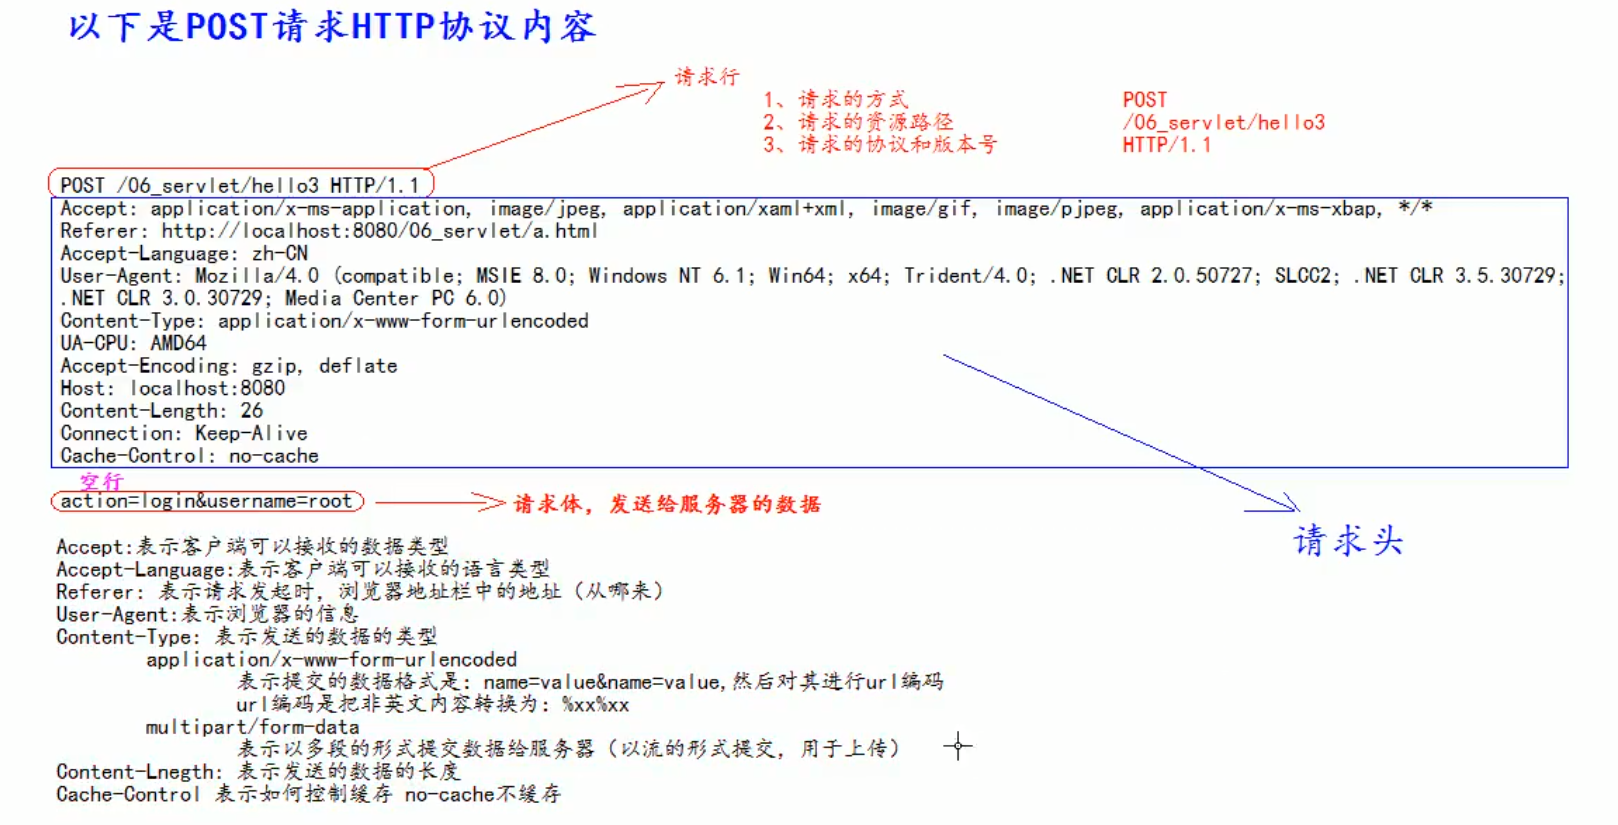 以下是POST请求HTTP协议内容
请求行
1、请求的方式 POST
2、请求的资源路径 /06_servlet/hello3
3、请求的协议和版本号 HTTP/1.1
POST /06_servlet/hello3 HTTP/1.1
Accept: application/x-ms-application, image/jpeg, application/xaml+xml, image/gif, image/pjpeg, application/x-ms-xbap, */*
Referer: http://localhost:8080/06_servlet/a.html
Accept-Language: zh-CN
User-Agent: Mozilla/4.0 (compatible; MSIE 8.0; Windows NT 6.1; Win64; x64; Trident/4.0; .NET CLR 2.0.50727; SLCC2; .NET CLR 3.5.30729;
.NET CLR 3.0.30729; Media Center PC 6.0)
Content-Type: application/x-www-form-urlencoded
UA-CPU: AMD64
Accept-Encoding: gzip, deflate
Host: localhost:8080
Content-Length: 26
Connection: Keep-Alive
Cache-Control: no-cache
空行
action=login&username=root
请求体，发送给服务器的数据
请求头
Accept:表示客户端可以接收的数据类型
Accept-Language:表示客户端可以接收的语言类型
Referer: 表示请求发起时，浏览器地址栏中的地址（从哪来）
User-Agent:表示浏览器的信息
Content-Type: 表示发送的数据的类型
application/x-www-form-urlencoded
表示提交的数据格式是: name=value&name=value,然后对其进行url编码
url编码是把非英文内容转换为: %xx%xx
multipart/form-data
表示以多段的形式提交数据给服务器（以流的形式提交，用于上传）
Content-Lnegth: 表示发送的数据的长度
Cache-Control 表示如何控制缓存 no-cache不缓存